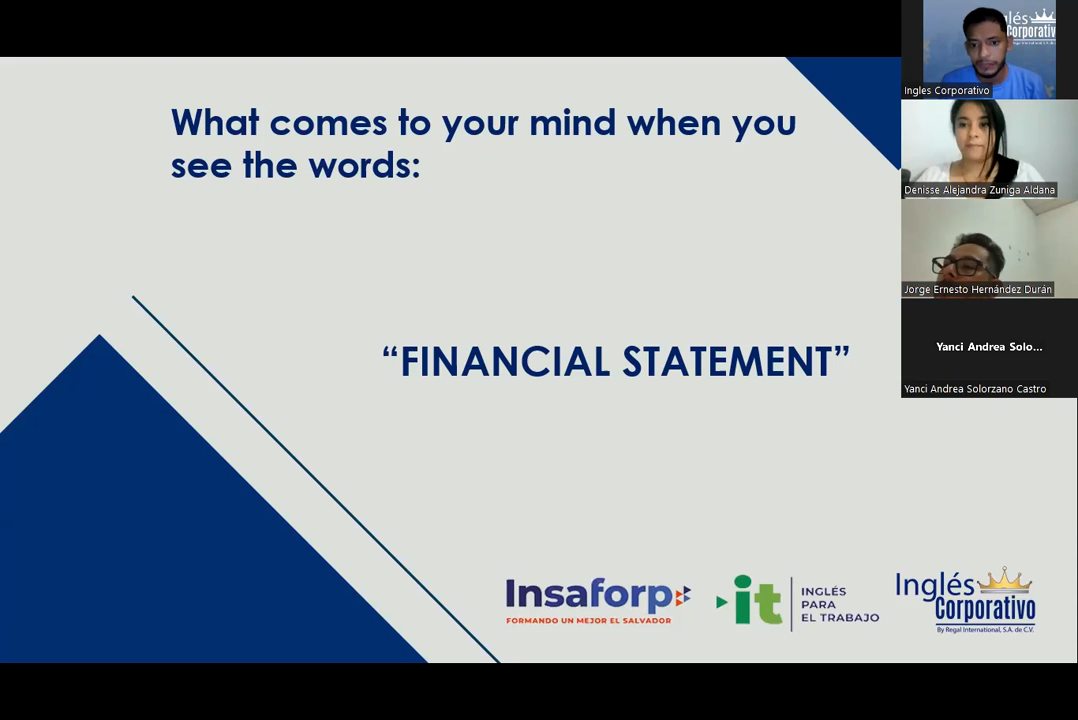 What comes to your mind when you
see the words:
“FINANCIAL STATEMENT”
Insaforp
FORMANDO UN MEJOR EL SALVADOR
it
INGLÉS
PARA
EL TRABAJO
Inglés
Corporativo
By Regal International, S.A. de C.V.
lés
Corporativo
Ingles Corporativo
Denisse Alejandra Zuniga Aldana
Jorge Ernesto Hernández Durán
Yanci Andrea Solo...
Yanci Andrea Solorzano Castro